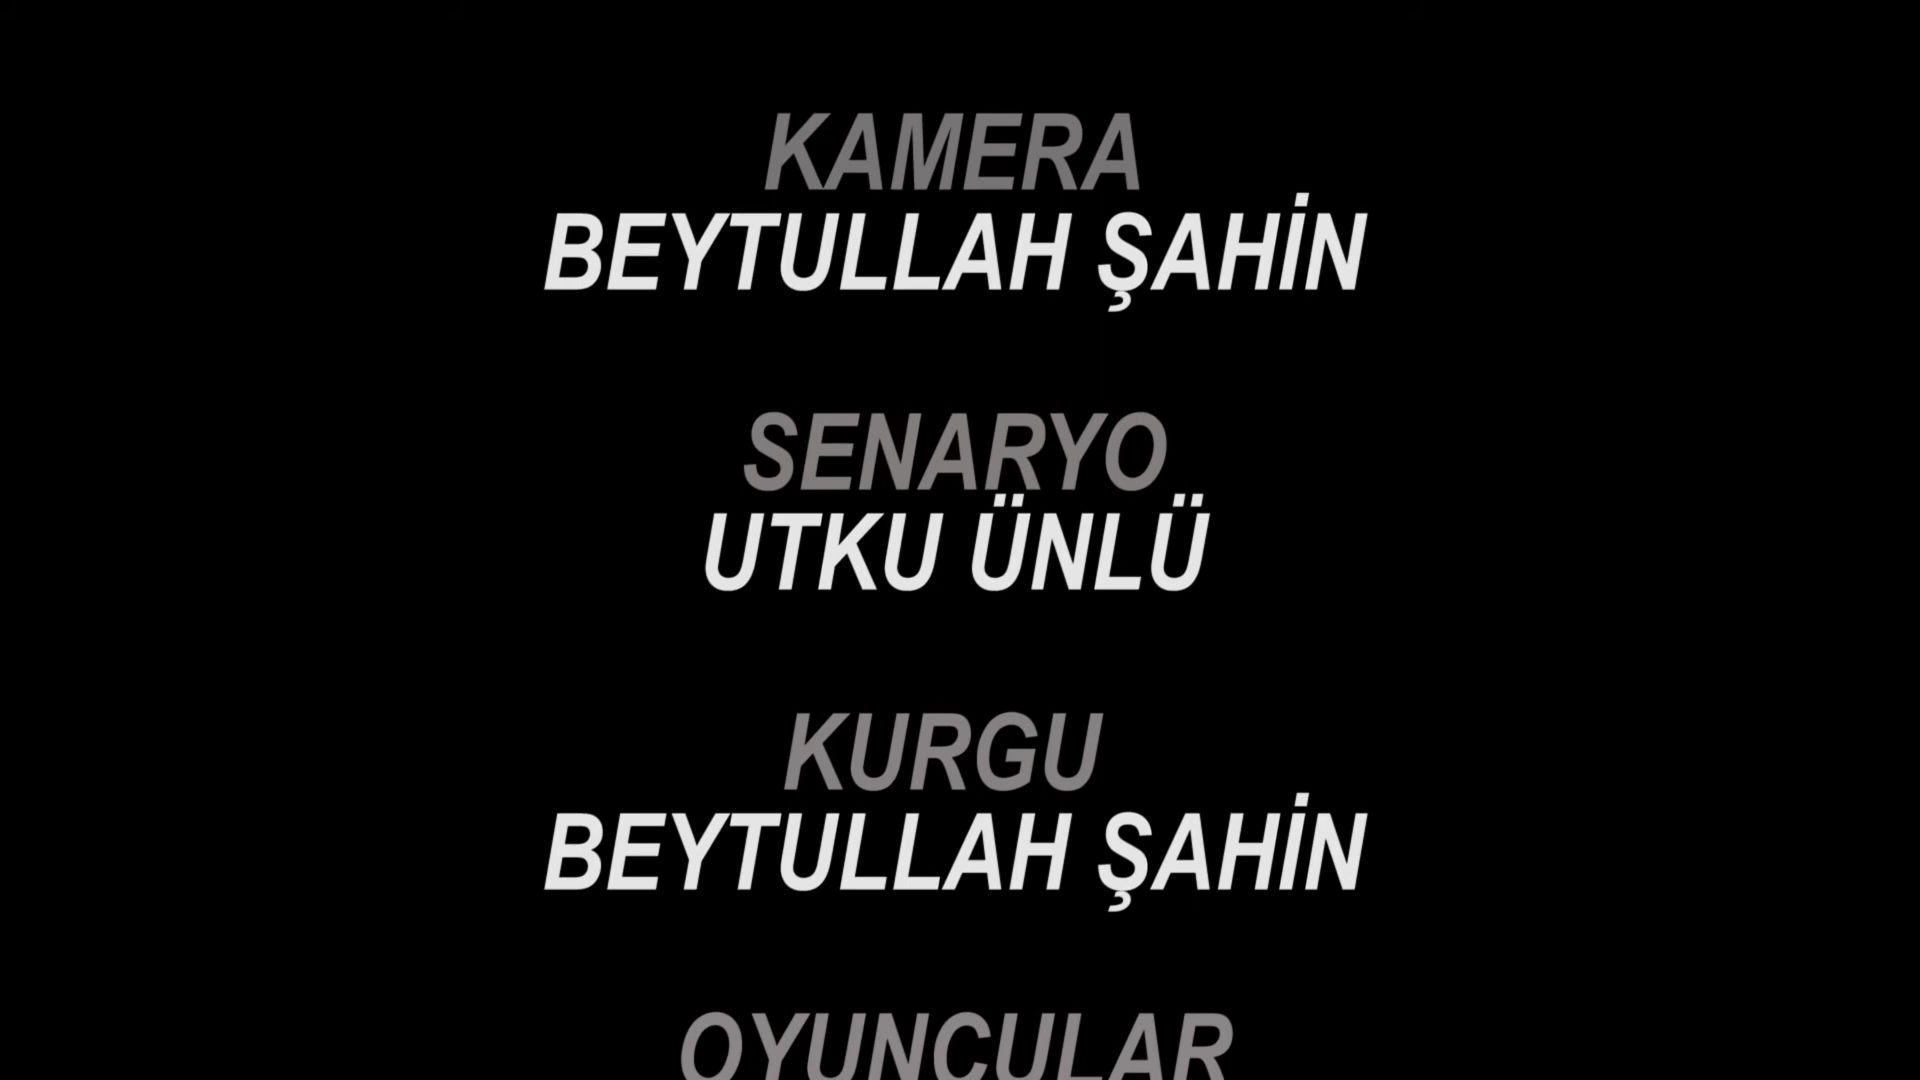 KAMERA
BEYTULLAH ŞAHİN
SENARYO
UTKU ÜNLÜ
KURGU
BEYTULLAH ŞAHİN
OYUNCULAR